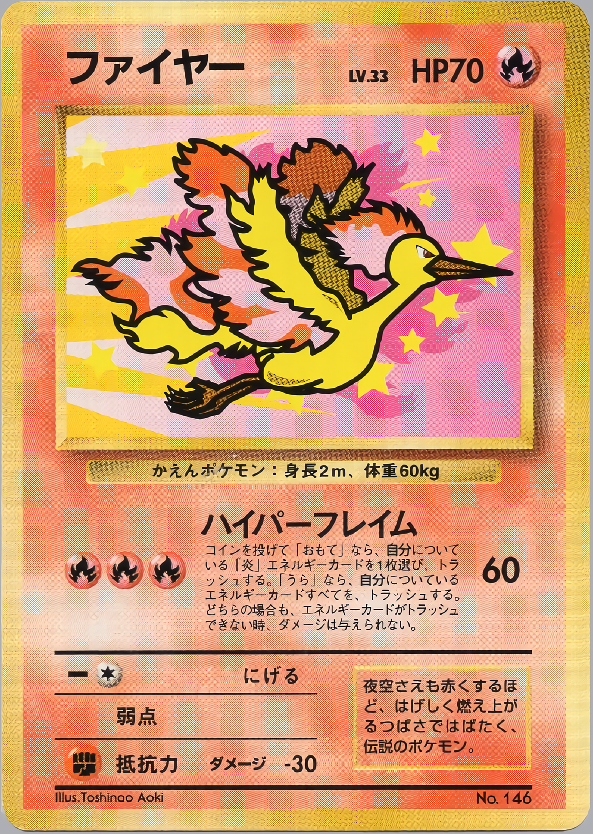 ファイヤー LV.33 HP70
かえんポケモン：身長2m、体重60kg
ハイパーフレイム
コインを投げて「おもて」なら、自分についている「炎」エネルギーカードを1枚選び、トラッシュする。「うら」なら、自分についているエネルギーカードすべてを、トラッシュする。どちらの場合も、エネルギーカードがトラッシュできない時、ダメージは与えられない。
60
にげる
弱点
抵抗力 ダメージ -30
夜空さえも赤くするほ
ど、はげしく燃え上が
るつばさではばたく、
伝説のポケモン。
Illus.Toshinao Aoki
No. 146